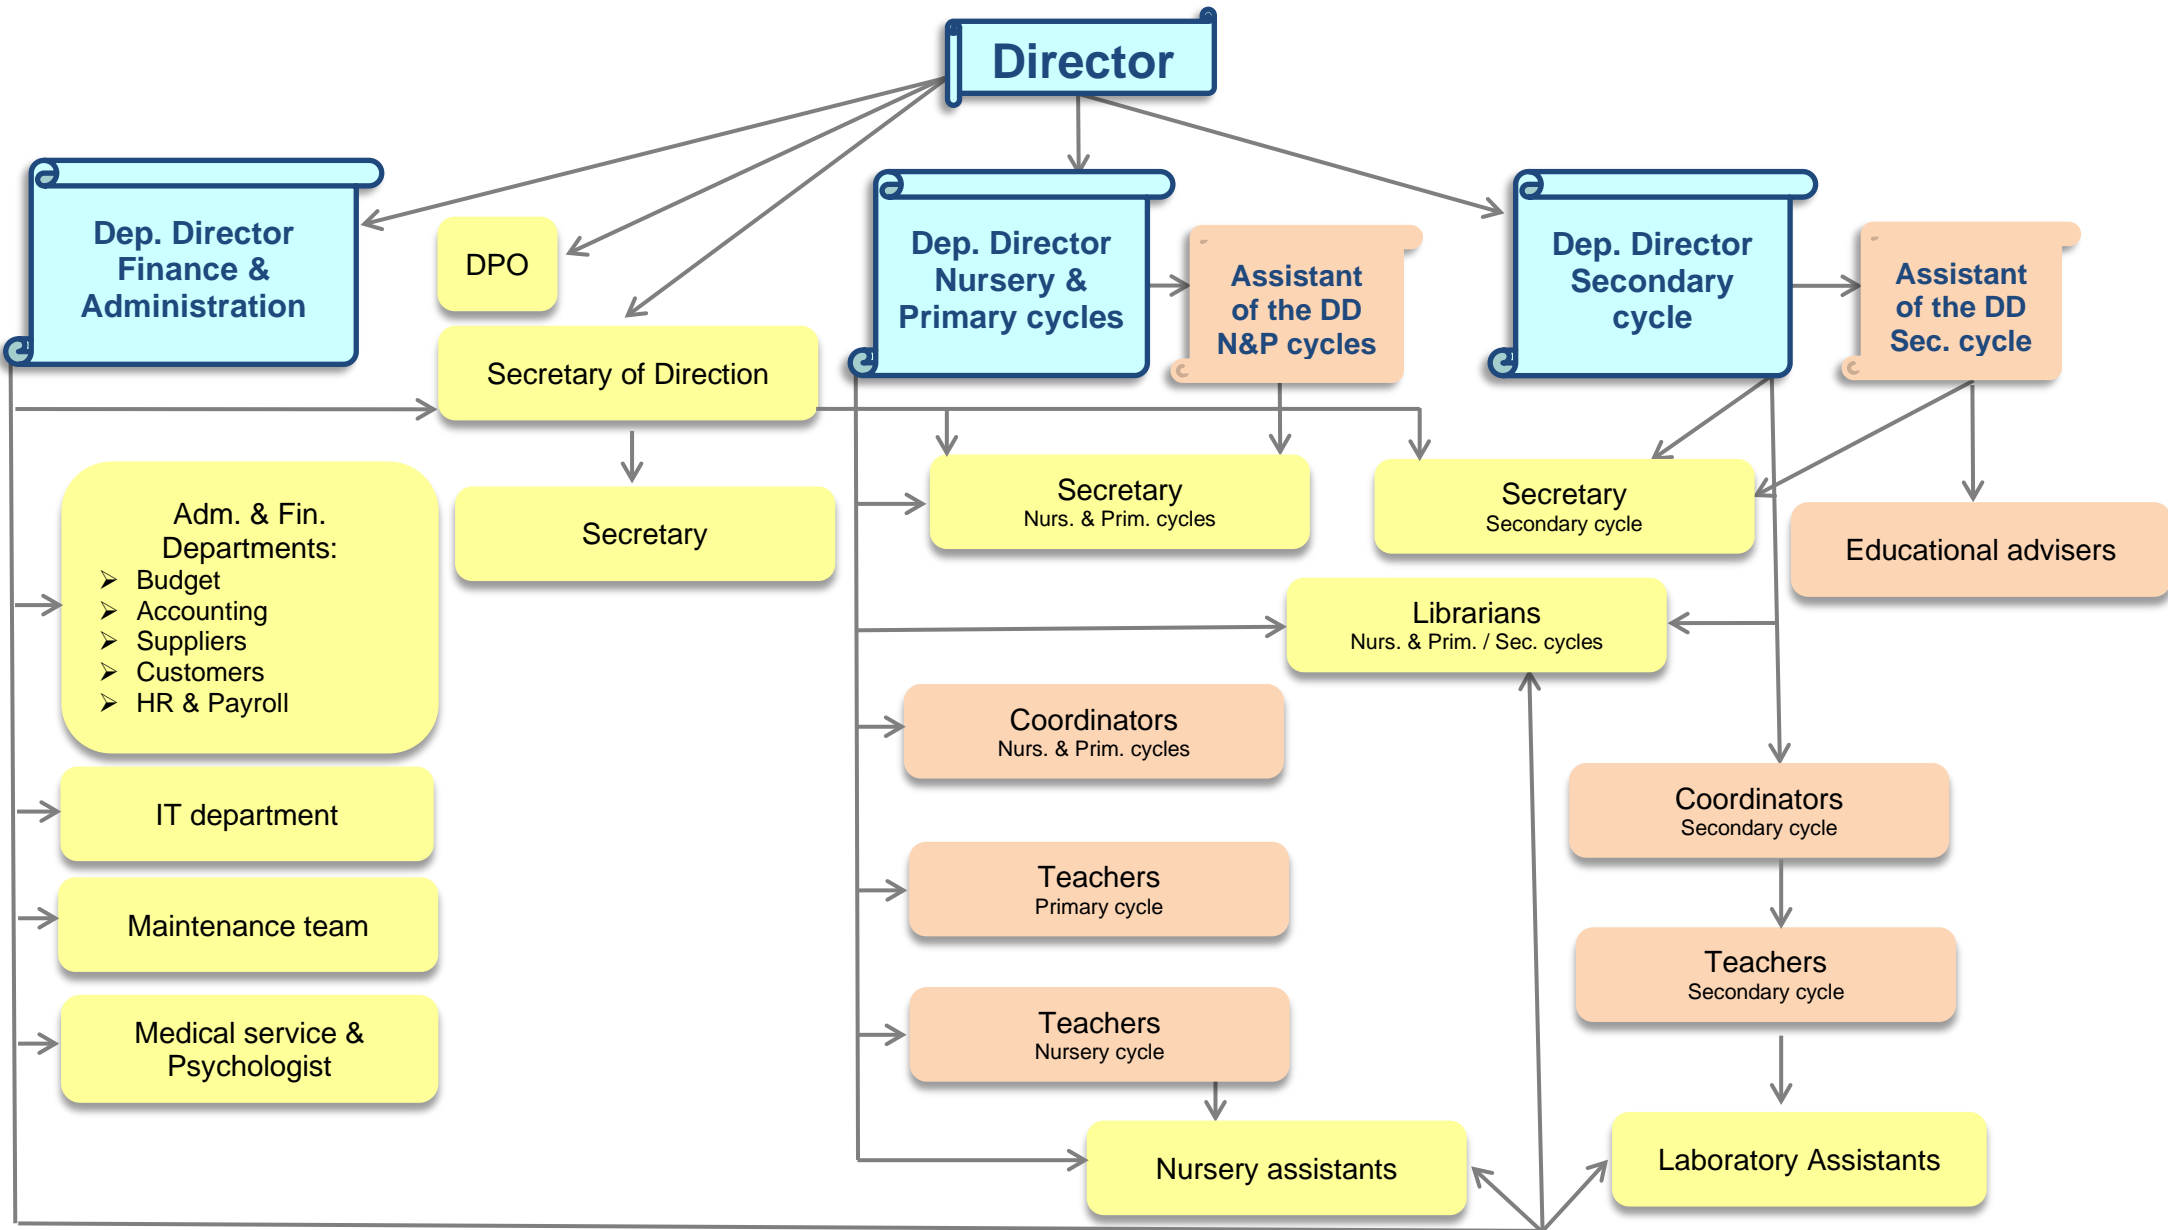 Director
Dep. Director
Finance &
Administration
DPO
Dep. Director
Nursery &
Primary cycles
Assistant
of the DD
N&P cycles
Dep. Director
Secondary
cycle
Assistant
of the DD
Sec. cycle
Secretary of Direction
Adm. & Fin.
Departments:
➢ Budget
➢ Accounting
➢ Suppliers
➢ Customers
➢ HR & Payroll
Secretary
Secretary
Nurs. & Prim. cycles
Secretary
Secondary cycle
Educational advisers
Librarians
Nurs. & Prim. / Sec. cycles
Coordinators
Nurs. & Prim. cycles
IT department
Coordinators
Secondary cycle
Maintenance team
Teachers
Primary cycle
Teachers
Secondary cycle
Medical service &
Psychologist
Teachers
Nursery cycle
Nursery assistants
Laboratory Assistants